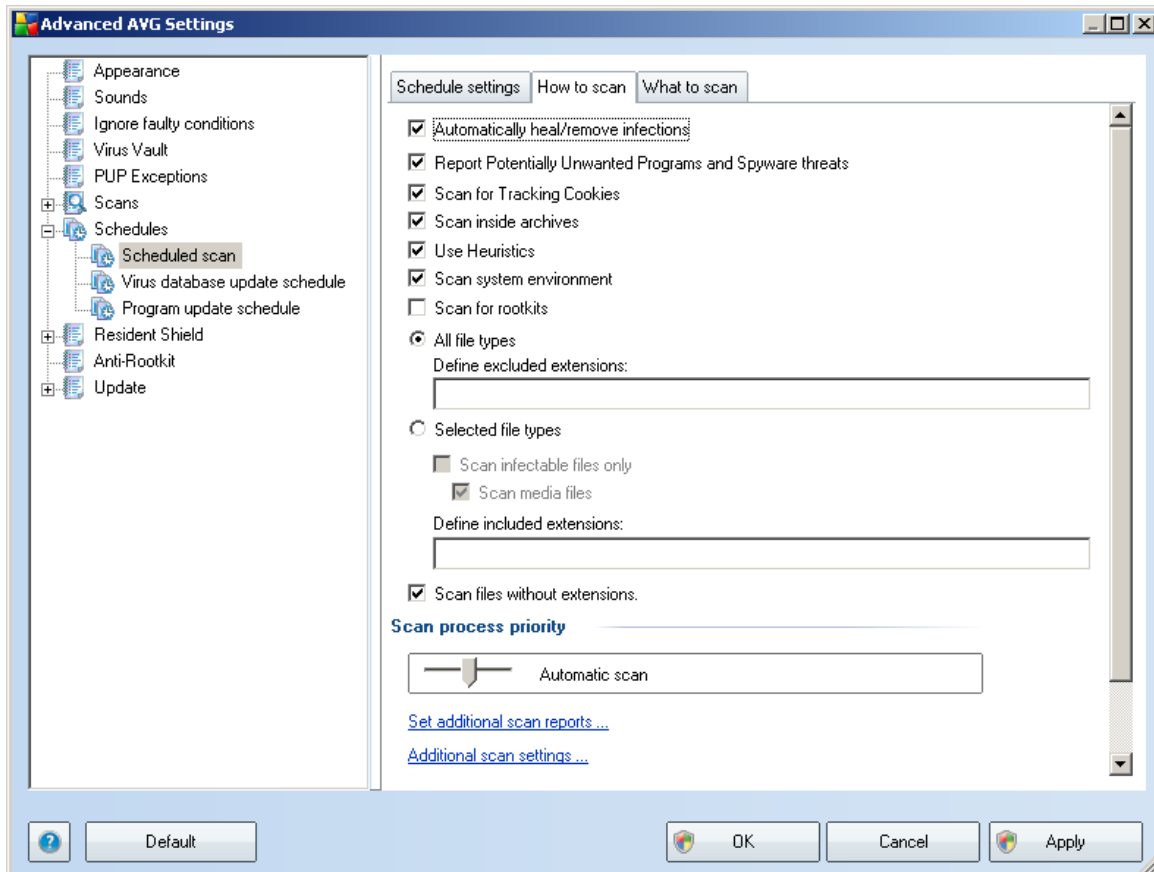 Advanced AVG Settings
Appearance
Sounds
Ignore faulty conditions
Virus Vault
PUP Exceptions
Scans
Schedules
Scheduled scan
Virus database update schedule
Program update schedule
Resident Shield
Anti-Rootkit
Update
Schedule settings How to scan What to scan
Automatically heal/remove infections
Report Potentially Unwanted Programs and Spyware threats
Scan for Tracking Cookies
Scan inside archives
Use Heuristics
Scan system environment
Scan for rootkits
All file types
Define excluded extensions:
Selected file types
Scan infectable files only
Scan media files
Define included extensions:
Scan files without extensions.
Scan process priority
Automatic scan
Set additional scan reports ...
Additional scan settings ...
? Default OK Cancel Apply